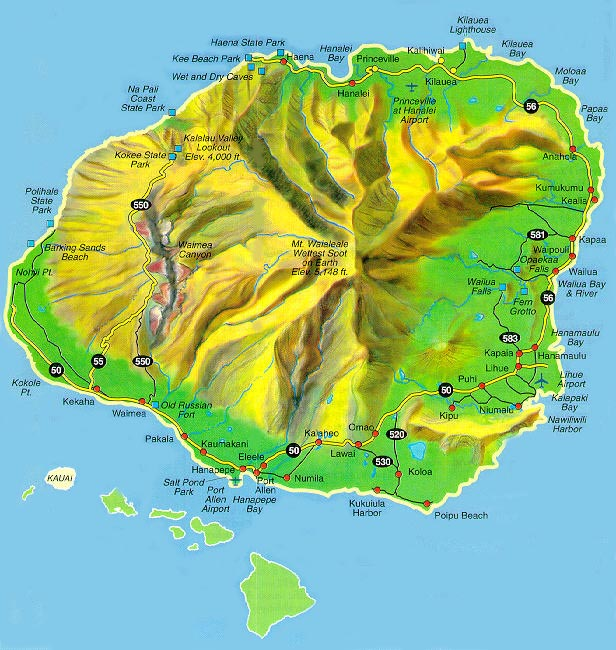 Kilauea
Lighthouse
Haena State Park
Hanalei
Bay
Kalihiwai
Kilauea
Bay
Kee Beach Park
Haena
Princeville
Wet and Dry Caves
Kilauea
Moloaa
Bay
Hanalei
Na Pali
Coast
State Park
Princeville
at Hanalei
Airport
56
Papaa
Bay
Kalalau Valley
Lookout
Elev. 4,000 ft
Kokee State
Park
Anahola
Polihale
State
Park
Kumukumu
Kealia
550
581
Kapaa
Barking Sands
Beach
Waimea
Canyon
Mt. Waialeale
Wettest Spot
on Earth
Elev. 5,148 ft.
Waipouli
Opaekaa
Falls
Nohili Pt.
Wailua
Wailua
Falls
Wailua Bay
& River
Fern
Grotto
56
583
Hanamaulu
Bay
Kapaia
Hanamaulu
50
55
550
Lihue
Kokole
Pt.
Puhi
Lihue
Airport
Kekaha
50
Kalapaki
Bay
Waimea
Old Russian
Fort
Kipu
Niumalu
Nawiliwili
Harbor
Pakala
Kaumakani
Kalaheo
Omao
520
Eleele
50
Lawai
Hanapepe
530
Koloa
Salt Pond
Park
Port
Allen
Numila
KAUAI
Port
Allen
Airport
Hanapepe
Bay
Kukuiula
Harbor
Poipu Beach